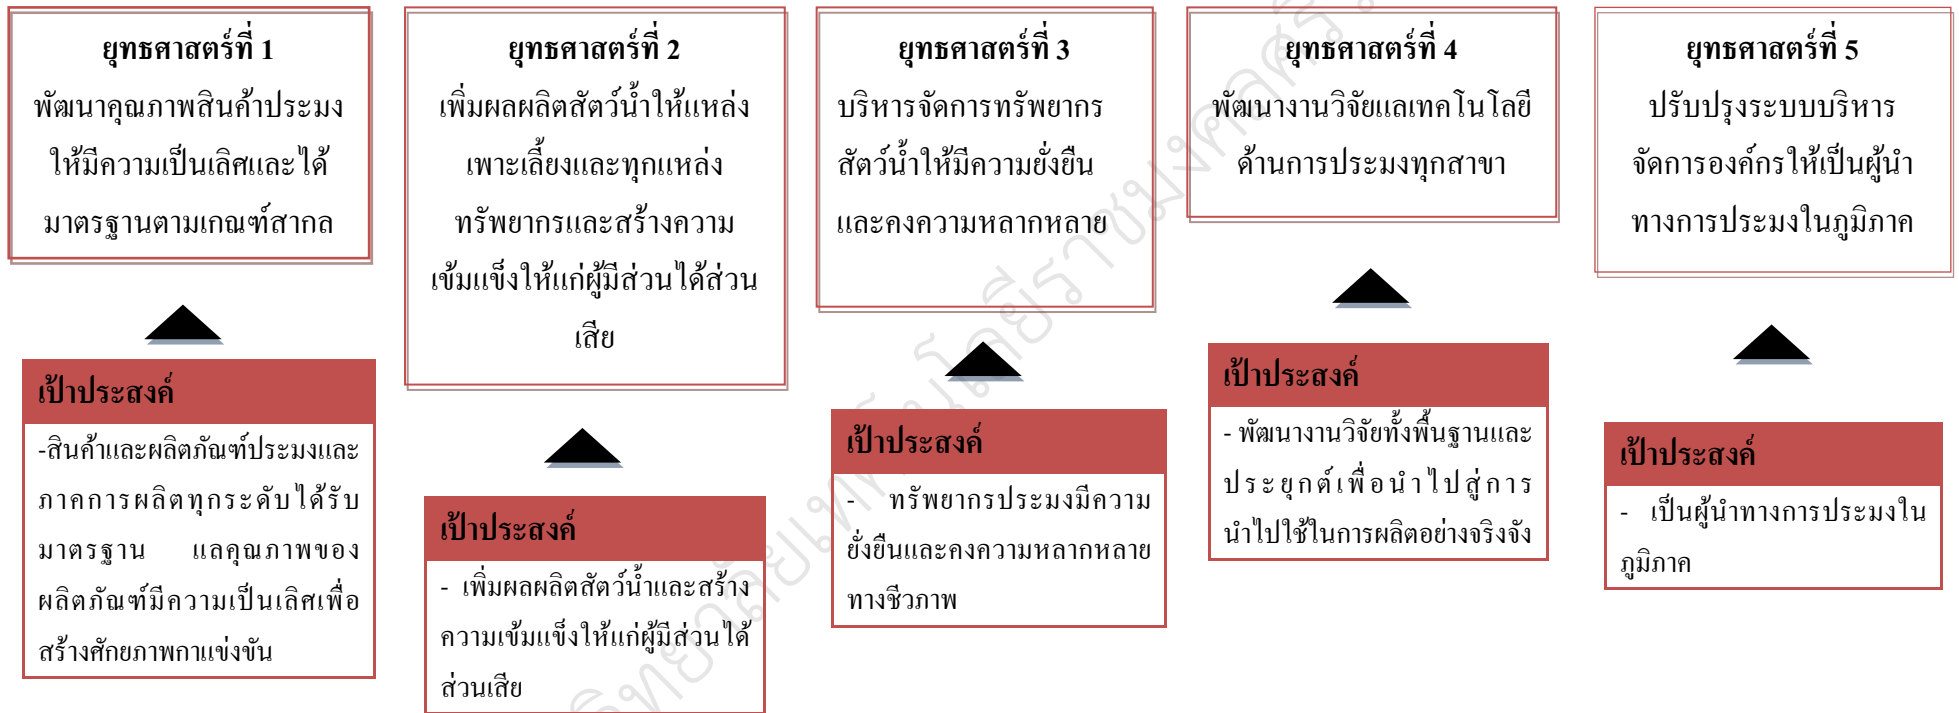 ยุทธศาสตร์ที่ 1
พัฒนาคุณภาพสินค้าประมง
ให้มีความเป็นเลิศและได้
มาตรฐานตามเกณฑ์สากล
เป้าประสงค์
-สินค้าและผลิตภัณฑ์ประมงและ
ภาคการผลิตทุกระดับได้รับ
มาตรฐาน แลคุณภาพของ
ผลิตภัณฑ์มีความเป็นเลิศเพื่อ
สร้างศักยภาพกาแข่งขัน
ยุทธศาสตร์ที่ 2
เพิ่มผลผลิตสัตว์น้ำให้แหล่ง
เพาะเลี้ยงและทุกแหล่ง
ทรัพยากรและสร้างความ
เข้มแข็งให้แก่ผู้มีส่วนได้ส่วน
เสีย
เป้าประสงค์
- เพิ่มผลผลิตสัตว์น้ำและสร้าง
ความเข้มแข็งให้แก่ผู้มีส่วนได้
ส่วนเสีย
ยุทธศาสตร์ที่ 3
บริหารจัดการทรัพยากร
สัตว์น้ำให้มีความยั่งยืน
และคงความหลากหลาย
เป้าประสงค์
- ทรัพยากรประมงมีความ
ยั่งยืนและคงความหลากหลาย
ทางชีวภาพ
ยุทธศาสตร์ที่ 4
พัฒนางานวิจัยแลเทคโนโลยี
ด้านการประมงทุกสาขา
เป้าประสงค์
- พัฒนางานวิจัยทั้งพื้นฐานและ
ประยุกต์เพื่อนำไปสู่การ
นำไปใช้ในการผลิตอย่างจริงจัง
ยุทธศาสตร์ที่ 5
ปรับปรุงระบบบริหาร
จัดการองค์กรให้เป็นผู้นำ
ทางการประมงในภูมิภาค
เป้าประสงค์
- เป็นผู้นำทางการประมงใน
ภูมิภาค